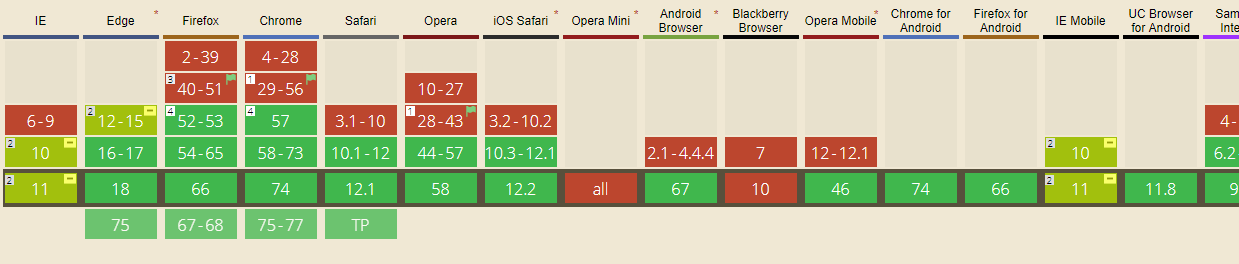 IE Edge * Firefox Chrome Safari Opera iOS Safari * Opera Mini * Android Browser * Blackberry Browser Opera Mobile * Chrome for Android Firefox for Android IE Mobile UC Browser for Android Sam Inte
2-39 4-28
3 40-51 1 29-56 10-27
6-9 2 12-15 4 52-53 4 57 3.1-10 1 28-43 3.2-10.2 4-
2 10 16-17 54-65 58-73 10.1-12 44-57 10.3-12.1 2.1-4.4.4 7 12-12.1 2 10 6.2-
2 11 18 66 74 12.1 58 12.2 all 67 10 46 74 66 2 11 11.8 9
75 67-68 75-77 TP